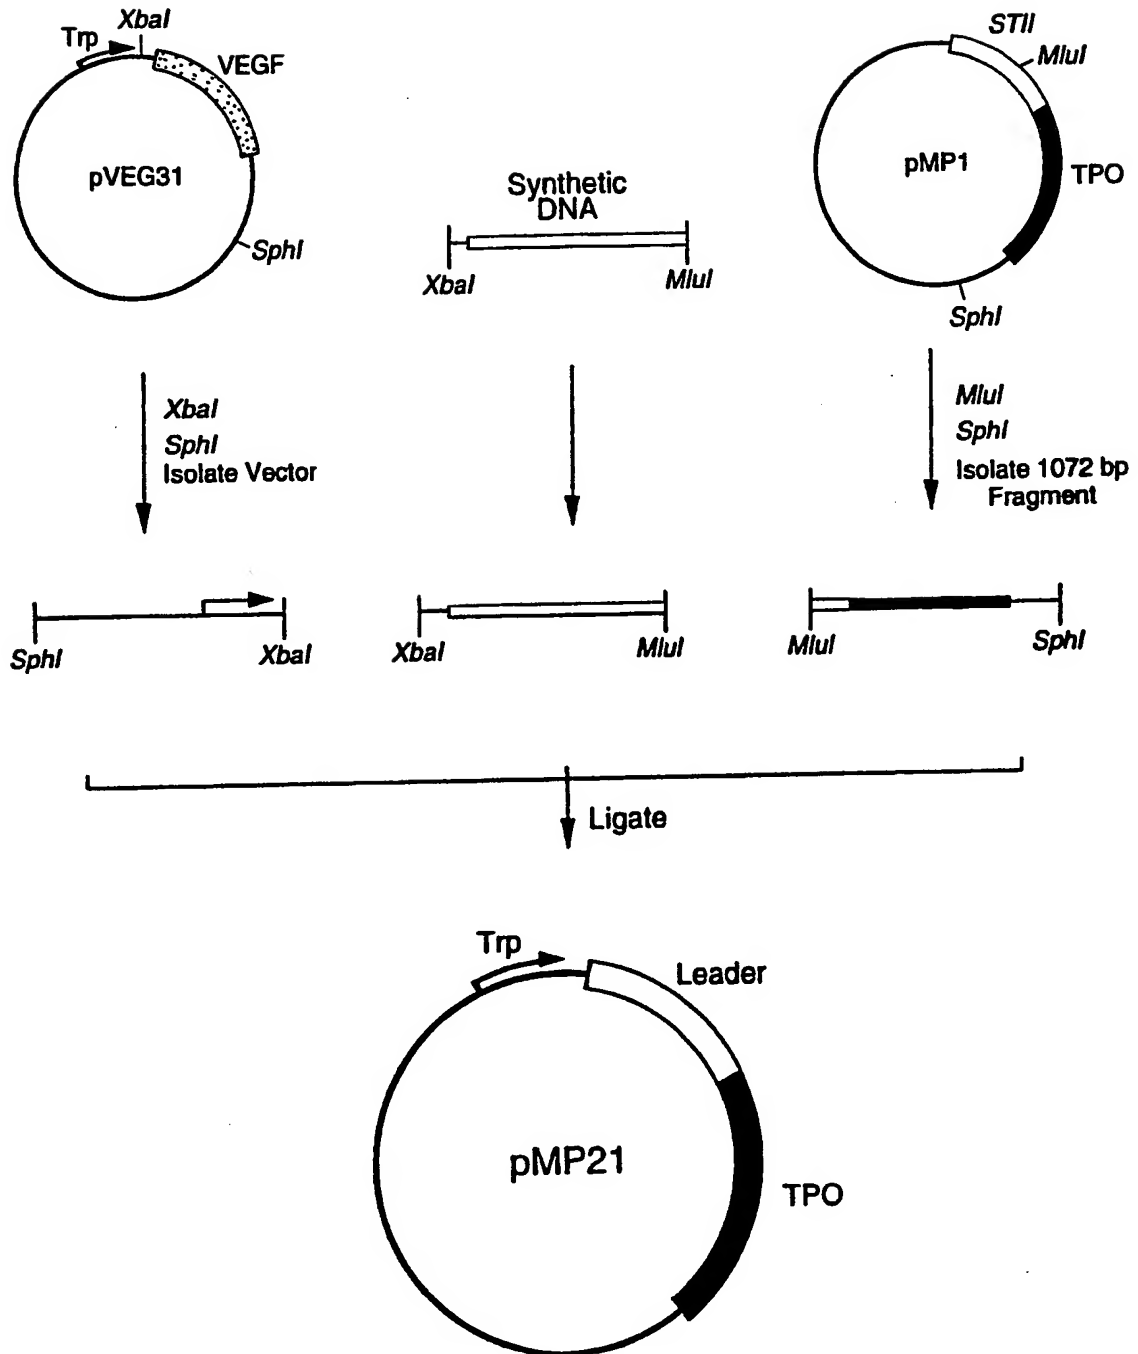 XbaI
Trp
VEGF
pVEG31
SphI
Synthetic
DNA
XbaI
MluI
STII
MluI
pMP1
TPO
SphI
XbaI
SphI
Isolate Vector
MluI
SphI
Isolate 1072 bp
Fragment
SphI
XbaI
XbaI
MluI
MluI
SphI
Ligate
Trp
Leader
pMP21
TPO